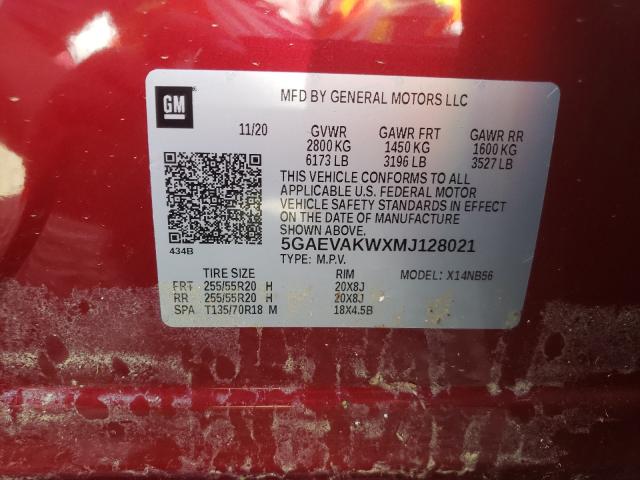 GM
MFD BY GENERAL MOTORS LLC
11/20 GVWR GAWR FRT GAWR RR
2800 KG 1450 KG 1600 KG
6173 LB 3196 LB 3527 LB
THIS VEHICLE CONFORMS TO ALL
APPLICABLE U.S. FEDERAL MOTOR
VEHICLE SAFETY STANDARDS IN EFFECT
ON THE DATE OF MANUFACTURE SHOWN ABOVE.
5GAEVAKWXMJ128021
434B
TYPE: M.P.V.
TIRE SIZE RIM MODEL: X14NB56
FRT 255/55R20 H 20X8J
RR 255/55R20 H 20X8J
SPA T135/70R18 M 18X4.5B